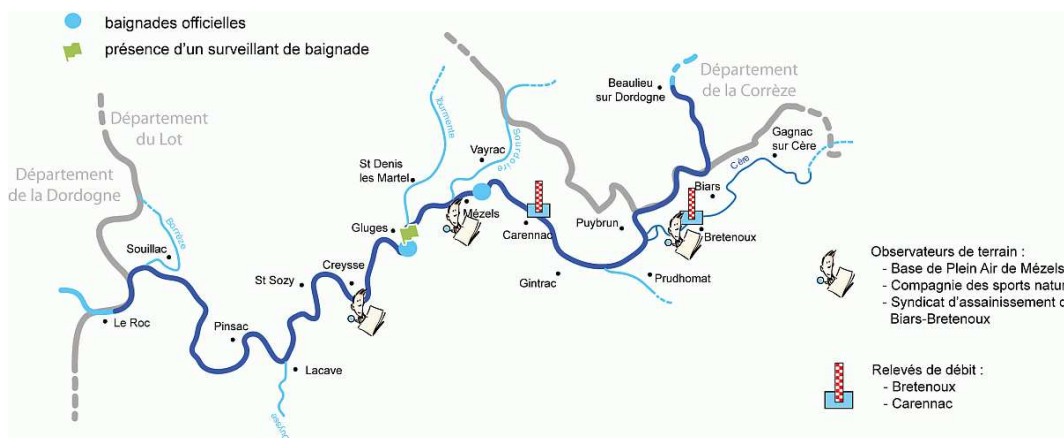 baignades officielles
présence d'un surveillant de baignade
Département
du Lot
Département
de la Dordogne
Département
de la Corrèze
Beaulieu
sur Dordogne
Gagnac
sur Cère
Cère
Tourmente
Sourdoire
Vayrac
St Denis
les Martel
Biars
Mézels
Puybrun
Bretenoux
Carennac
Gluges
Borrèze
Souillac
Creysse
St Sozy
Gintrac
Prudhomat
Le Roc
Pinsac
Lacave
Ouysse
Observateurs de terrain :
- Base de Plein Air de Mézels
- Compagnie des sports natur
- Syndicat d'assainissement d
Biars-Bretenoux
Relevés de débit :
- Bretenoux
- Carennac